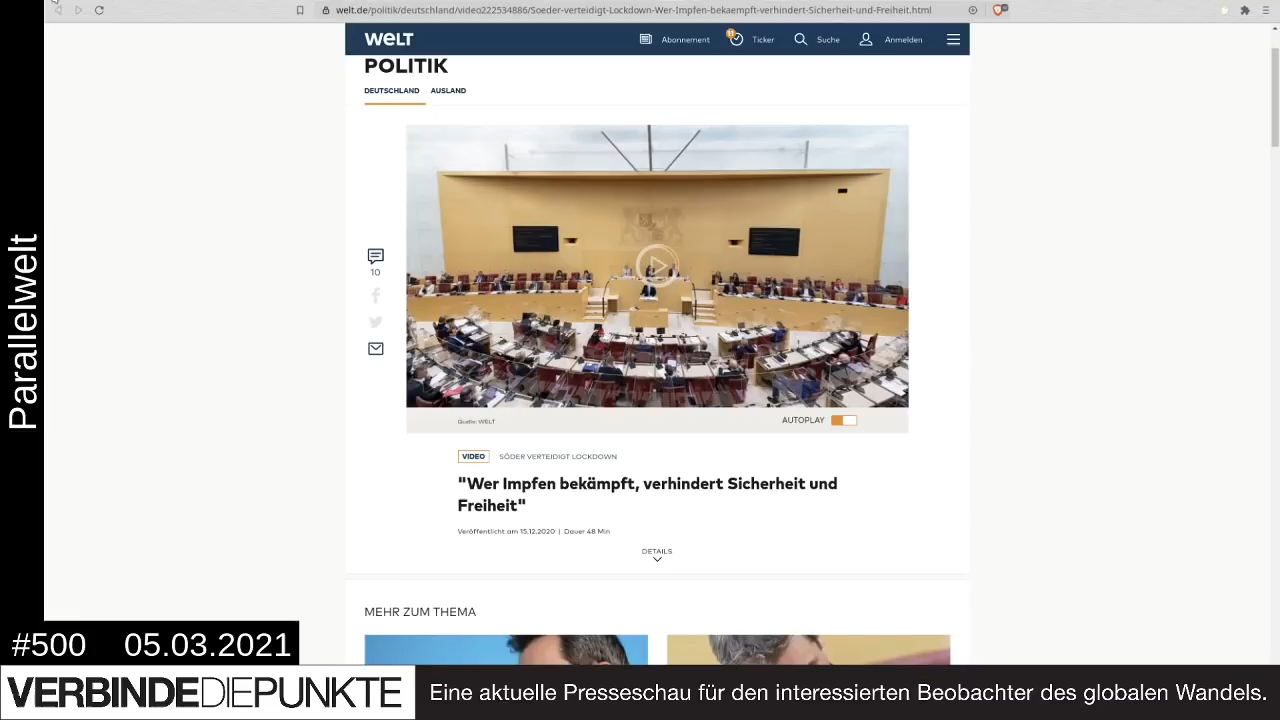 welt.de/politik/deutschland/video222534886/Soeder-verteidigt-Lockdown-Wer-Impfen-bekaempft-verhindert-Sicherheit-und-Freiheit.html
WELT
Abonnement
11
Ticker
Suche
Anmelden
POLITIK
DEUTSCHLAND AUSLAND
10
Quelle: WELT
AUTOPLAY
VIDEO SÖDER VERTEIDIGT LOCKDOWN
"Wer Impfen bekämpft, verhindert Sicherheit und
Freiheit"
Veröffentlicht am 15.12.2020 | Dauer 48 Min
DETAILS
MEHR ZUM THEMA
Parallelwelt
#500 05.03.2021
VERBINDEDIEPUNKTE
Eine aktuelle Presseschau für den interessierten Beobachter des globalen Wandels.